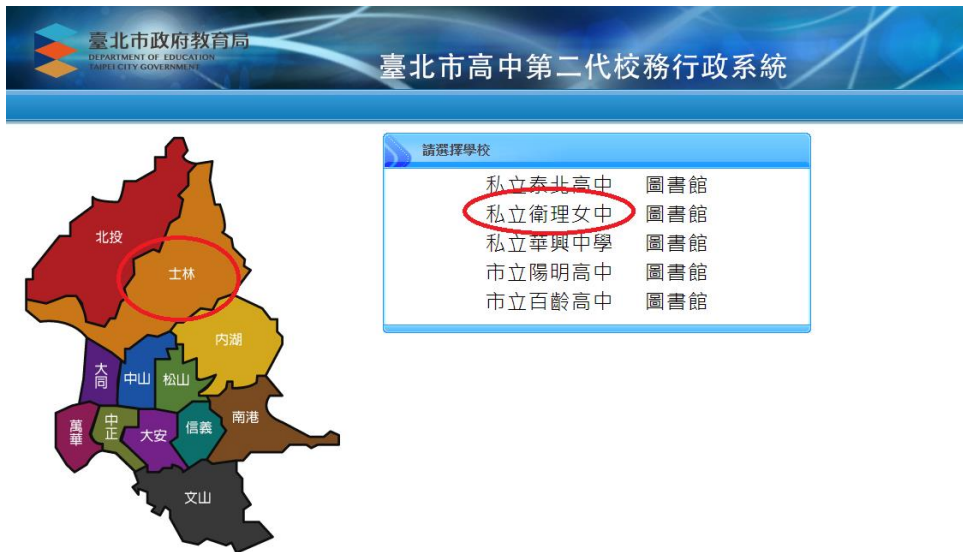 臺北市政府教育局
DEPARTMENT OF EDUCATION
TAIPEI CITY GOVERNMENT
臺北市高中第二代校務行政系統
請選擇學校
私立泰北高中 圖書館
私立衛理女中 圖書館
私立華興中學 圖書館
市立陽明高中 圖書館
市立百齡高中 圖書館
北投
士林
內湖
大同
中山
松山
萬華
中正
大安
信義
南港
文山